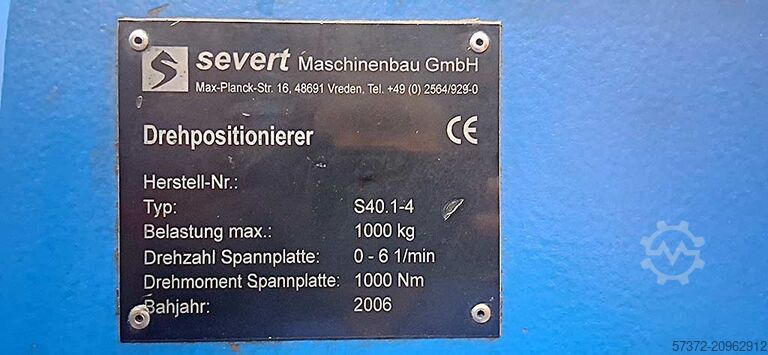 severt Maschinenbau GmbH
Max-Planck-Str. 16, 48691 Vreden, Tel. +49 (0) 2564/929-0
Drehpositionierer CE
Herstell-Nr.:
Typ: S40.1-4
Belastung max.: 1000 kg
Drehzahl Spannplatte: 0 - 6 1/min
Drehmoment Spannplatte: 1000 Nm
Bahjahr: 2006
57372-20962912